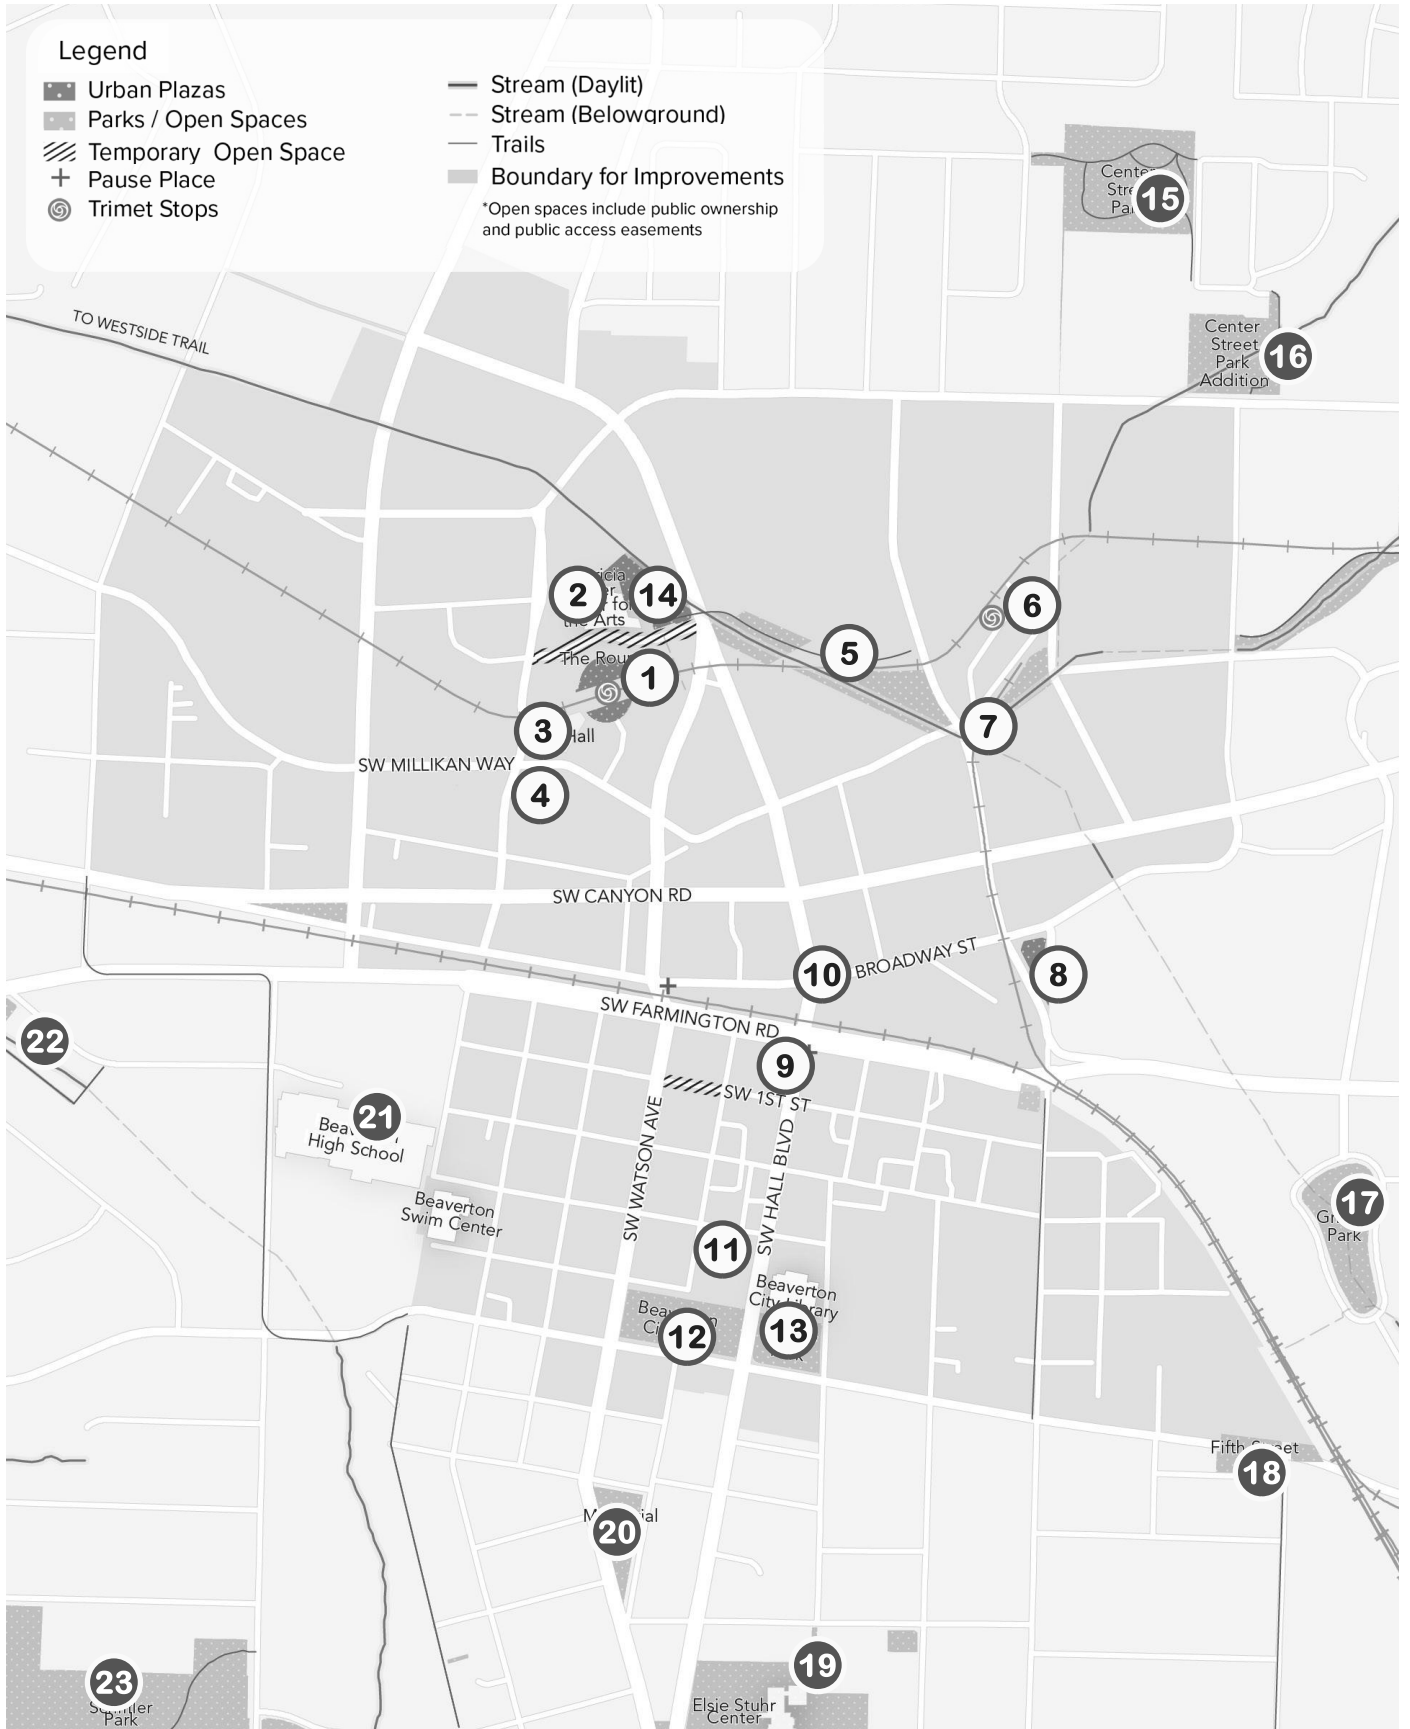 Legend
Urban Plazas
Parks / Open Spaces
Temporary Open Space
Pause Place
Trimet Stops
Stream (Daylit)
Stream (Belowground)
Trails
Boundary for Improvements
*Open spaces include public ownership
and public access easements
Center
Park
15
TO WESTSIDE TRAIL
Center
Street
Park
Addition
16
2
14
the Arts
The
1
6
5
7
3
Hall
SW MILLIKAN WAY
4
SW CANYON RD
10
BROADWAY ST
8
SW FARMINGTON RD
22
9
SW 1ST ST
21
High School
SW WATSON AVE
SW HALL BLVD
Beaverton
Swim Center
17
Park
11
Beaverton
City Library
12
13
Fifth Street
18
20
19
23
Park
Elsie Stuhr
Center